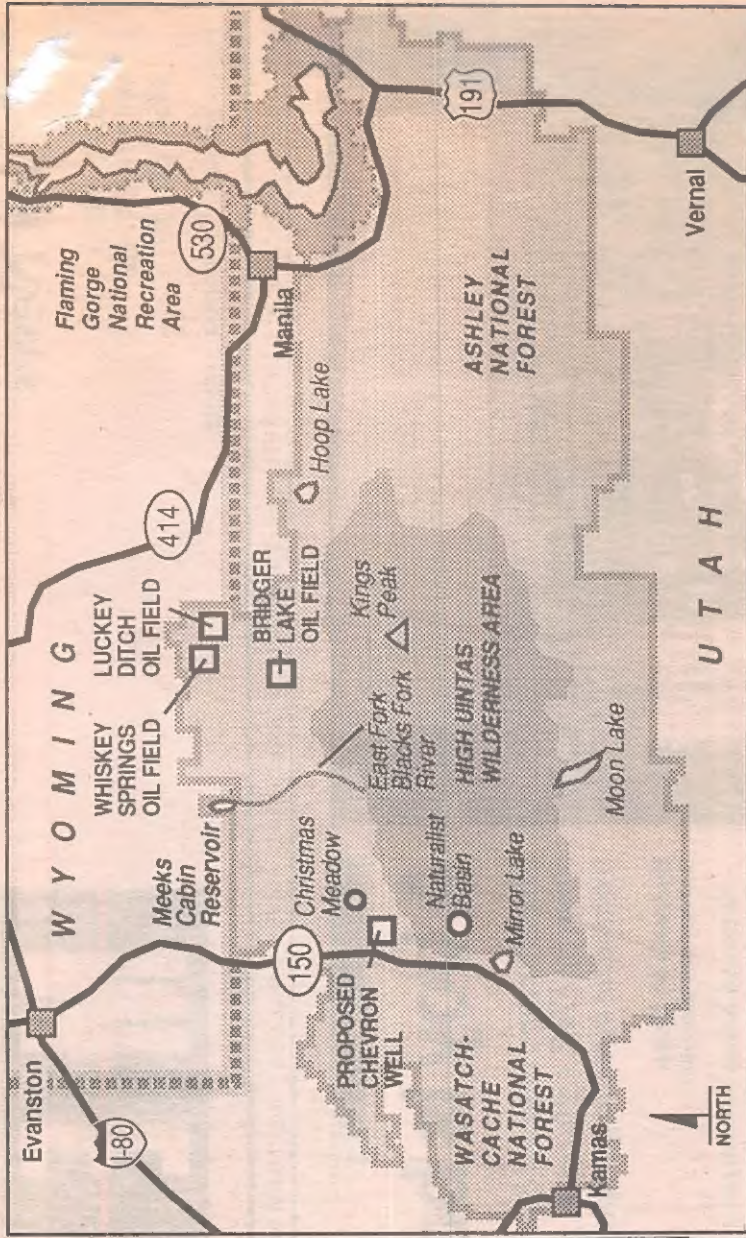 WYOMING
Evanston
I-80
Meeks
Cabin
Reservoir
WHISKEY
SPRINGS
OIL FIELD
LUCKEY
DITCH
OIL FIELD
414
Flaming
Gorge
National
Recreation
Area
530
Manila
150
Christmas
Meadow
BRIDGER
LAKE
OIL FIELD
Hoop Lake
PROPOSED
CHEVRON
WELL
East Fork
Blacks Fork
River
Kings
Peak
191
Naturalist
Basin
HIGH UINTAS
WILDERNESS AREA
ASHLEY
NATIONAL
FOREST
WASATCH-
CACHE
NATIONAL
FOREST
Mirror Lake
Moon Lake
Vernal
Kamas
UTAH
NORTH